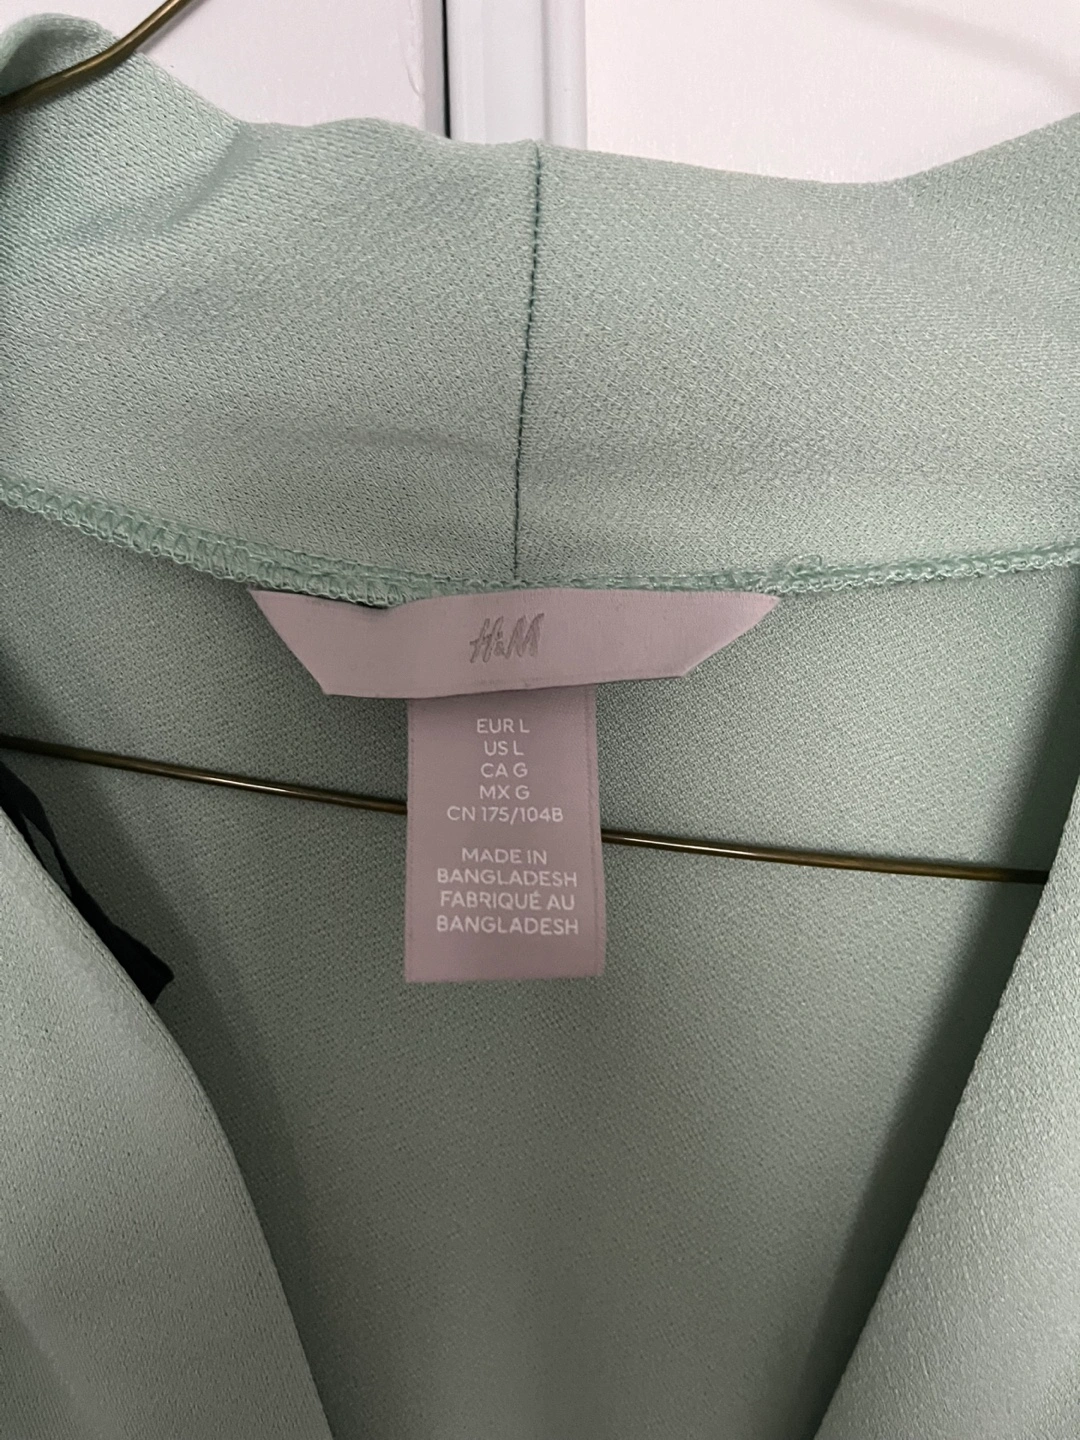 H&M
EUR L
US L
CA G
MX G
CN 175/104B
MADE IN
BANGLADESH
FABRIQUÉ AU
BANGLADESH